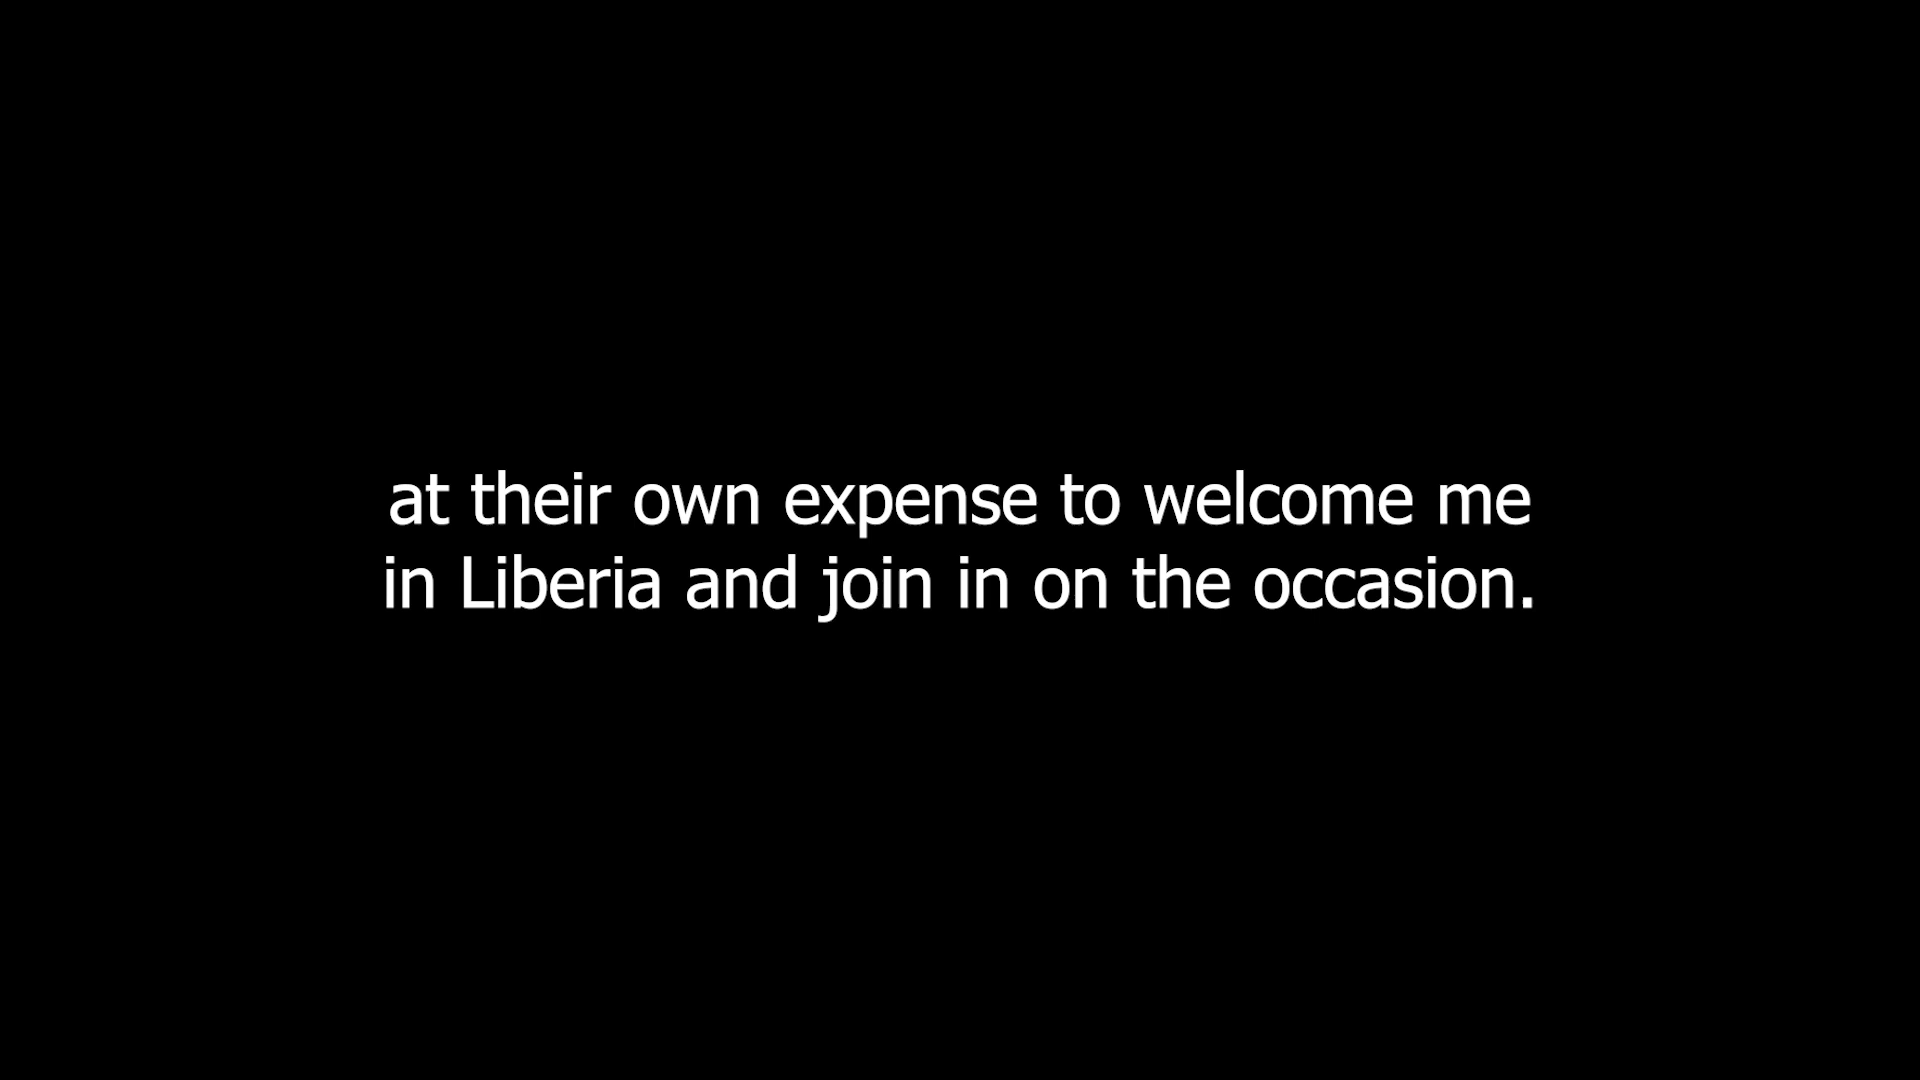 at their own expense to welcome me
in Liberia and join in on the occasion.